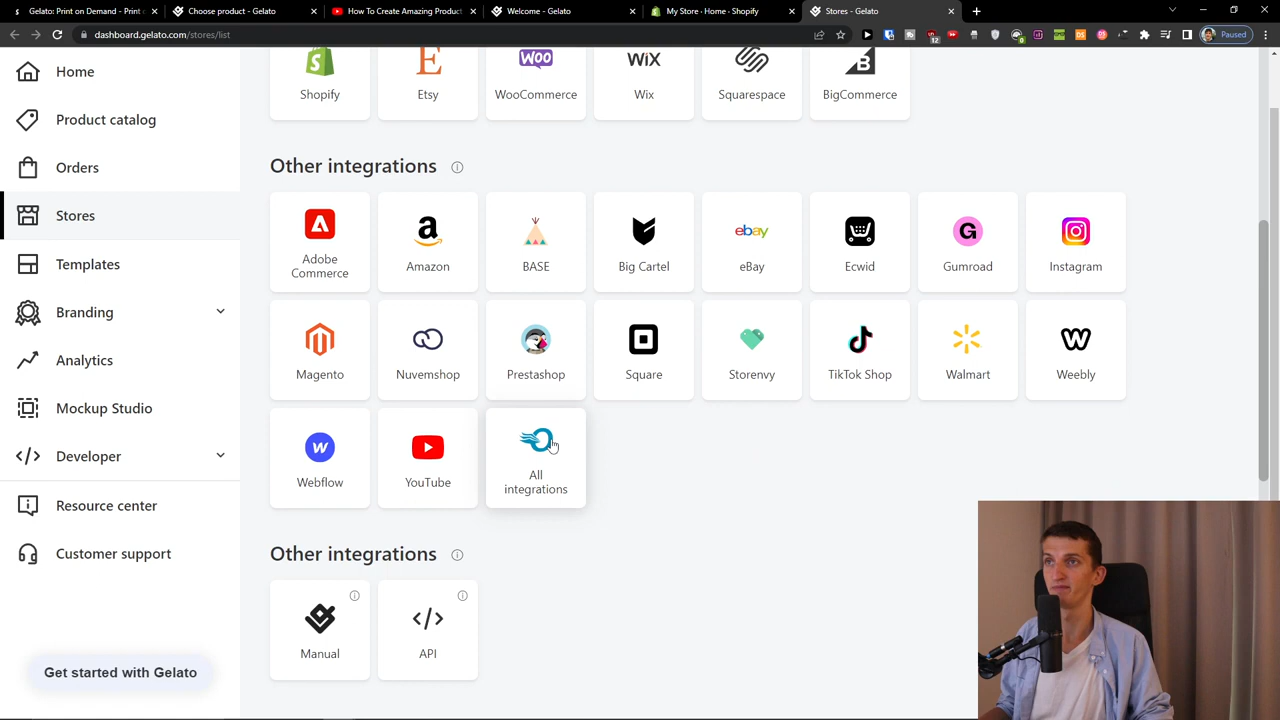 Gelato: Print on Demand - Print o
Choose product - Gelato
How To Create Amazing Product
Welcome - Gelato
My Store · Home · Shopify
Stores - Gelato
dashboard.gelato.com/stores/list
12
Paused
Home
Product catalog
Orders
Stores
Templates
Branding
Analytics
Mockup Studio
Developer
Resource center
Customer support
Get started with Gelato
Shopify
Etsy
WOO
WooCommerce
WiX
Wix
Squarespace
BigCommerce
Other integrations
Adobe
Commerce
Amazon
BASE
Big Cartel
ebay
eBay
Ecwid
Gumroad
Instagram
Magento
Nuvemshop
Prestashop
Square
Storenvy
TikTok Shop
Walmart
Weebly
Webflow
YouTube
All
integrations
Other integrations
Manual
API